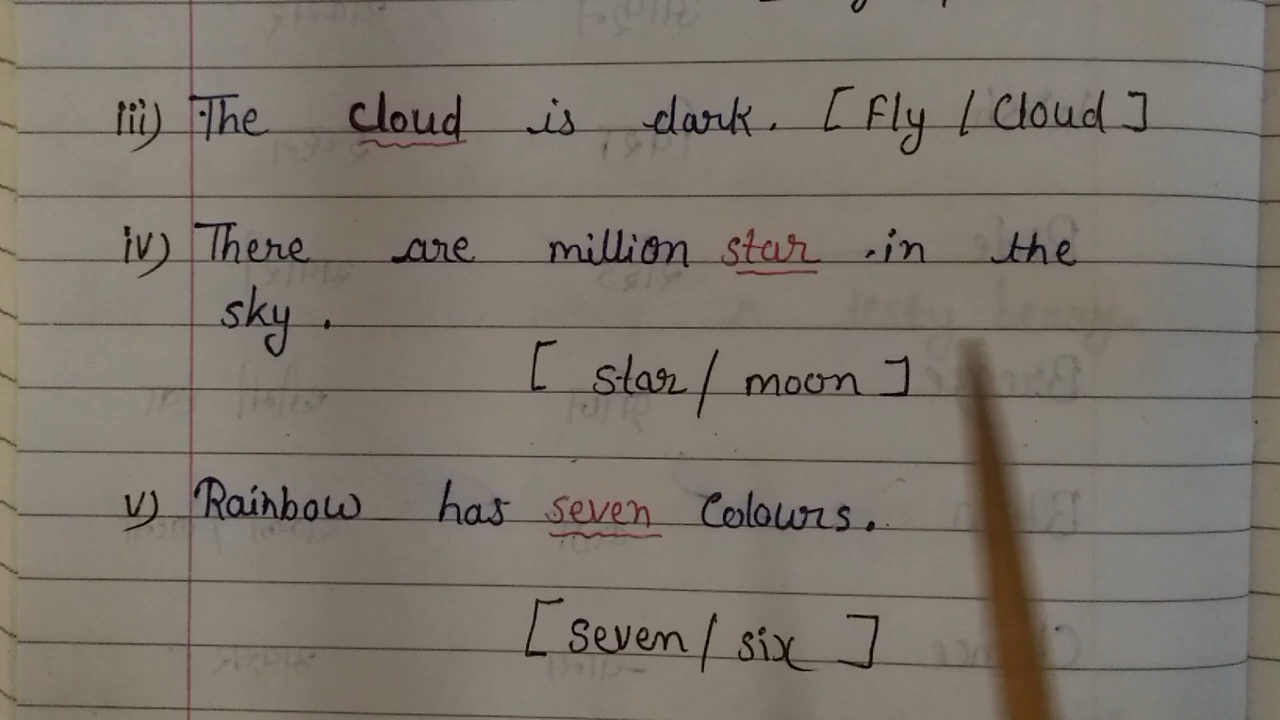 iii) The cloud is dark. [ Fly / Cloud ]
iv) There are million star in the
sky.
[ star / moon ]
v) Rainbow has seven Colours.
[ seven / six ]